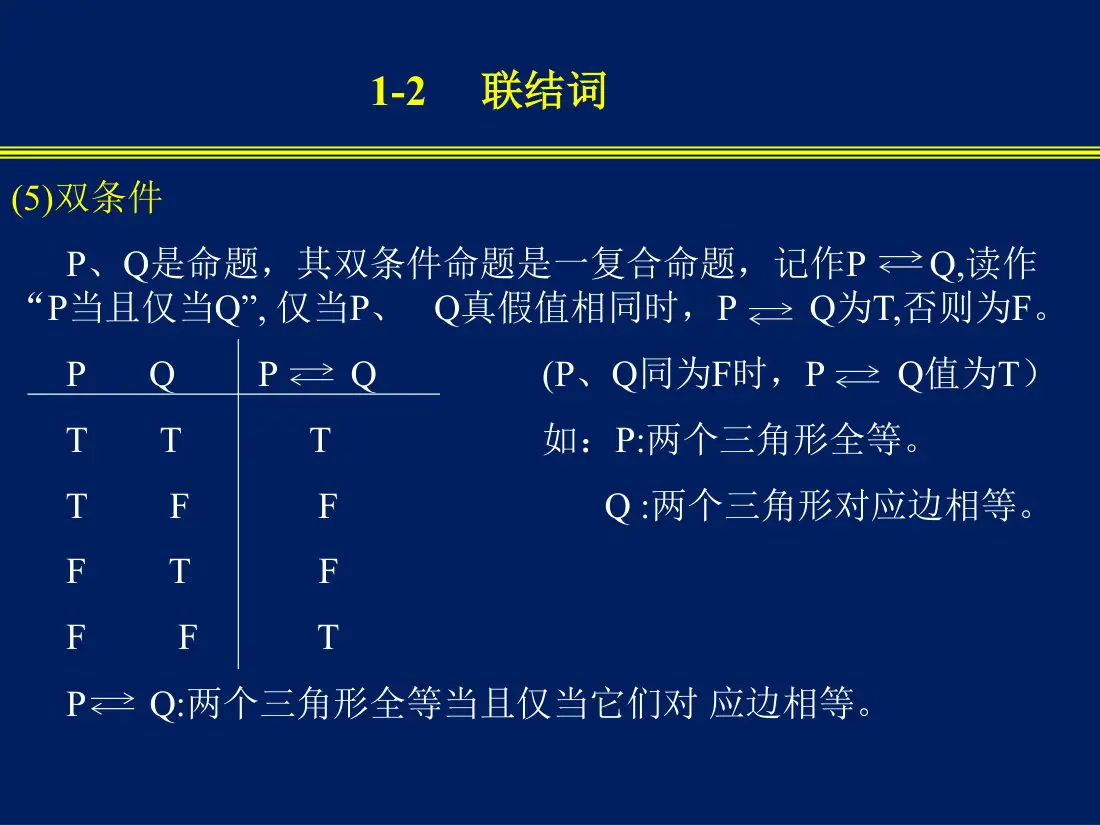 1-2 联结词
(5)双条件
P、Q是命题，其双条件命题是一复合命题，记作P ⇌ Q,读作
“P当且仅当Q”, 仅当P、 Q真假值相同时，P ⇌ Q为T,否则为F。
P Q P ⇌ Q (P、Q同为F时，P ⇌ Q值为T）
T T T 如：P:两个三角形全等。
T F F Q :两个三角形对应边相等。
F T F
F F T
P ⇌ Q:两个三角形全等当且仅当它们对 应边相等。